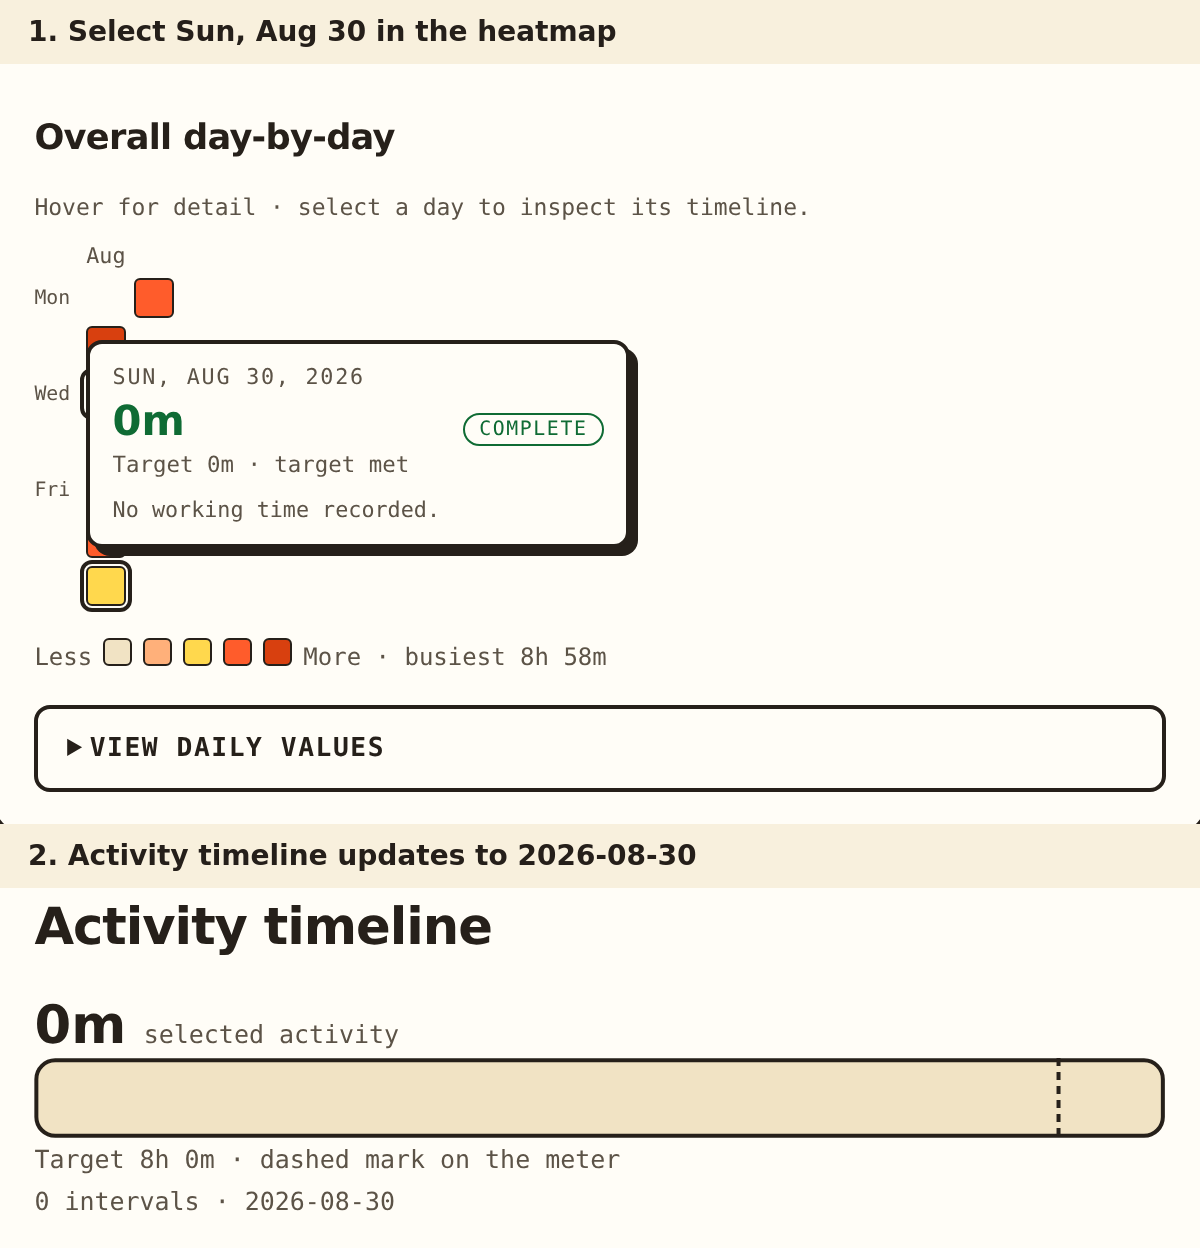 1. Select Sun, Aug 30 in the heatmap
Overall day-by-day
Hover for detail · select a day to inspect its timeline.
Aug
Mon
Wed
Fri
SUN, AUG 30, 2026
0m
COMPLETE
Target 0m · target met
No working time recorded.
Less More · busiest 8h 58m
VIEW DAILY VALUES
2. Activity timeline updates to 2026-08-30
Activity timeline
0m selected activity
Target 8h 0m · dashed mark on the meter
0 intervals · 2026-08-30